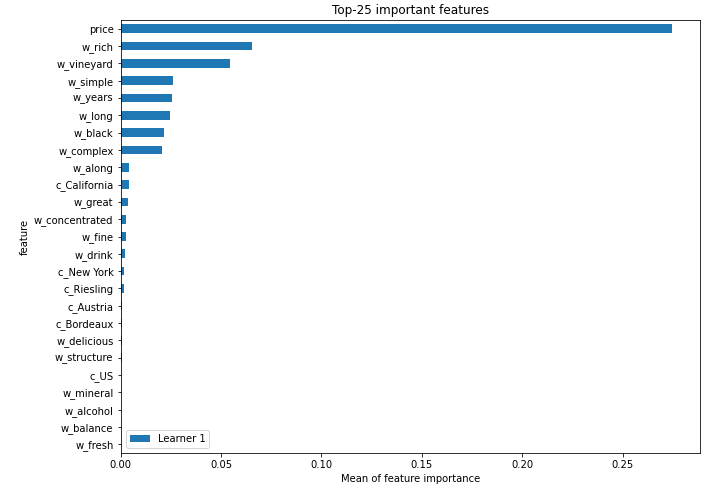 Top-25 important features
price
w_rich
w_vineyard
w_simple
w_years
w_long
w_black
w_complex
w_along
c_California
w_great
w_concentrated
w_fine
w_drink
c_New York
c_Riesling
c_Austria
c_Bordeaux
w_delicious
w_structure
c_US
w_mineral
w_alcohol
w_balance
w_fresh
feature
Learner 1
0.00 0.05 0.10 0.15 0.20 0.25
Mean of feature importance